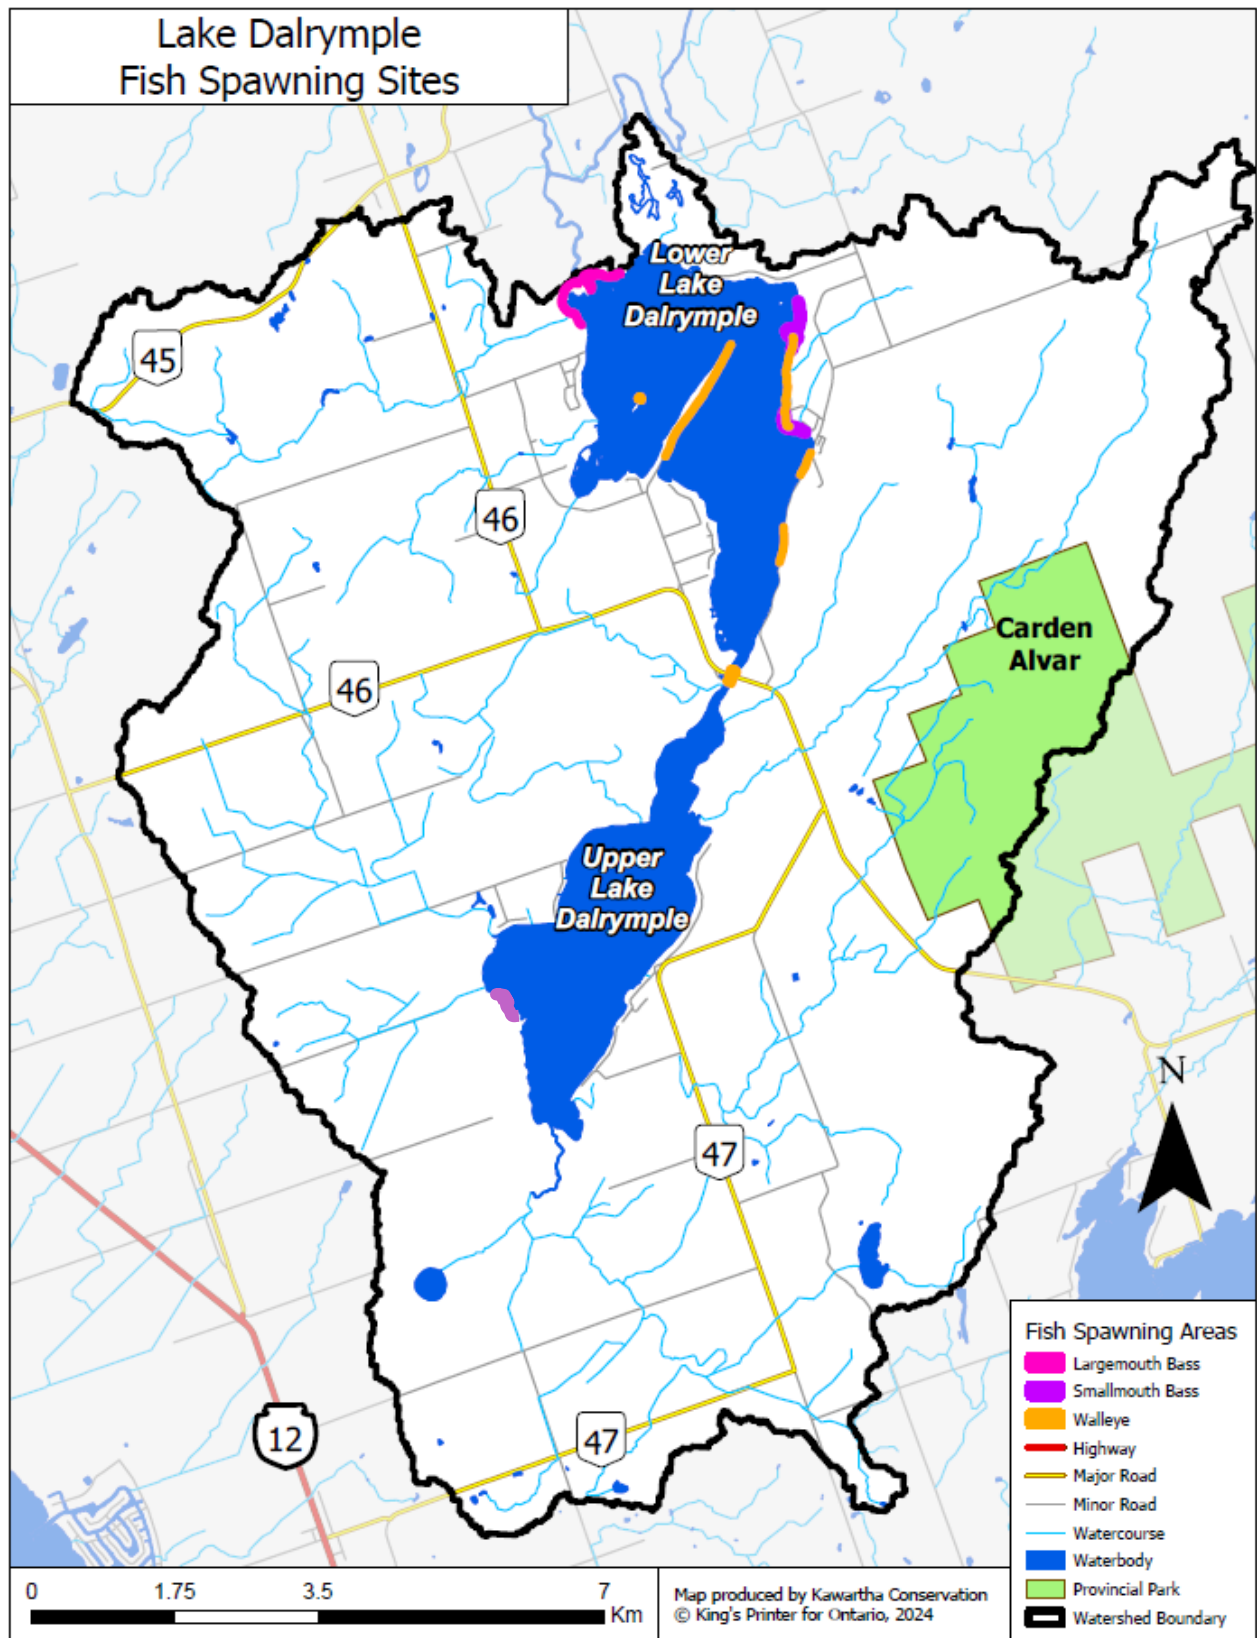 Lake Dalrymple
Fish Spawning Sites
Lower
Lake
Dalrymple
45
46
Carden
Alvar
46
Upper
Lake
Dalrymple
N
47
12
47
Fish Spawning Areas
Largemouth Bass
Smallmouth Bass
Walleye
Highway
Major Road
Minor Road
Watercourse
Waterbody
Provincial Park
Watershed Boundary
0 1.75 3.5 7
Km
Map produced by Kawartha Conservation
© King's Printer for Ontario, 2024